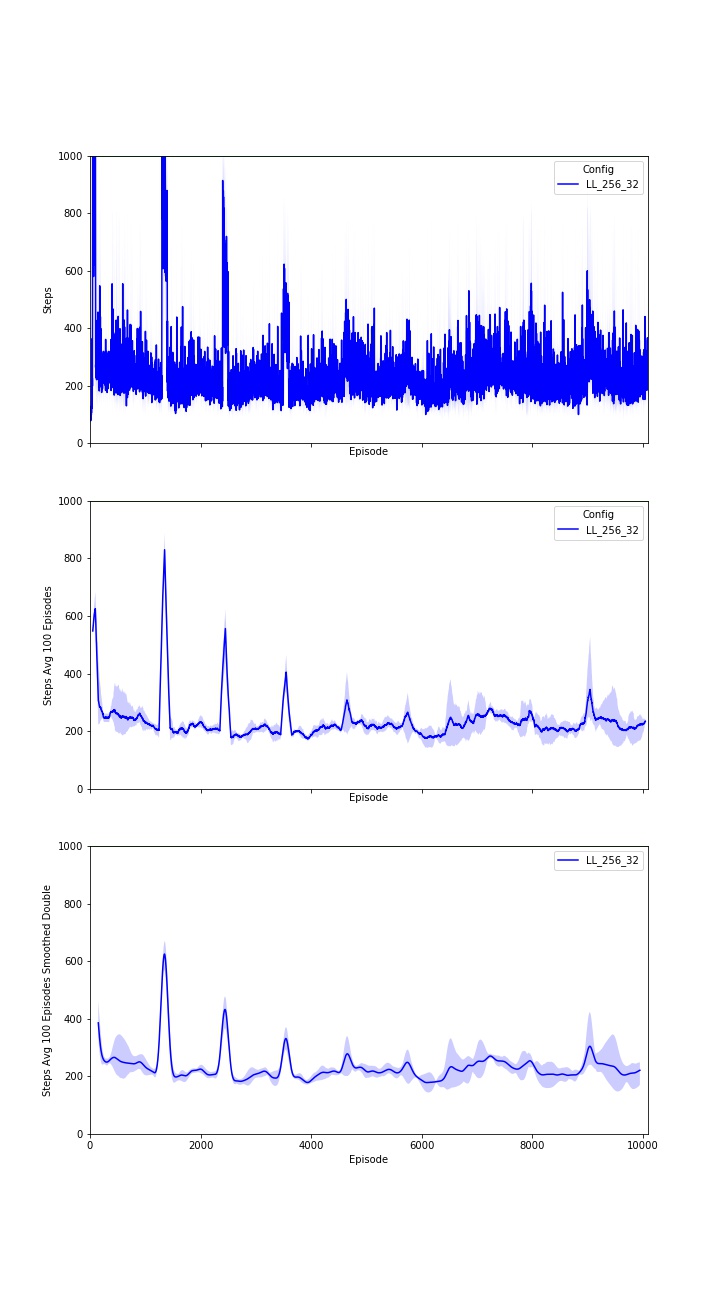 1000
800
600
400
200
0
Steps
Config
LL_256_32
Episode
1000
800
600
400
200
0
Steps Avg 100 Episodes
Config
LL_256_32
Episode
1000
800
600
400
200
0
Steps Avg 100 Episodes Smoothed Double
LL_256_32
0 2000 4000 6000 8000 10000
Episode